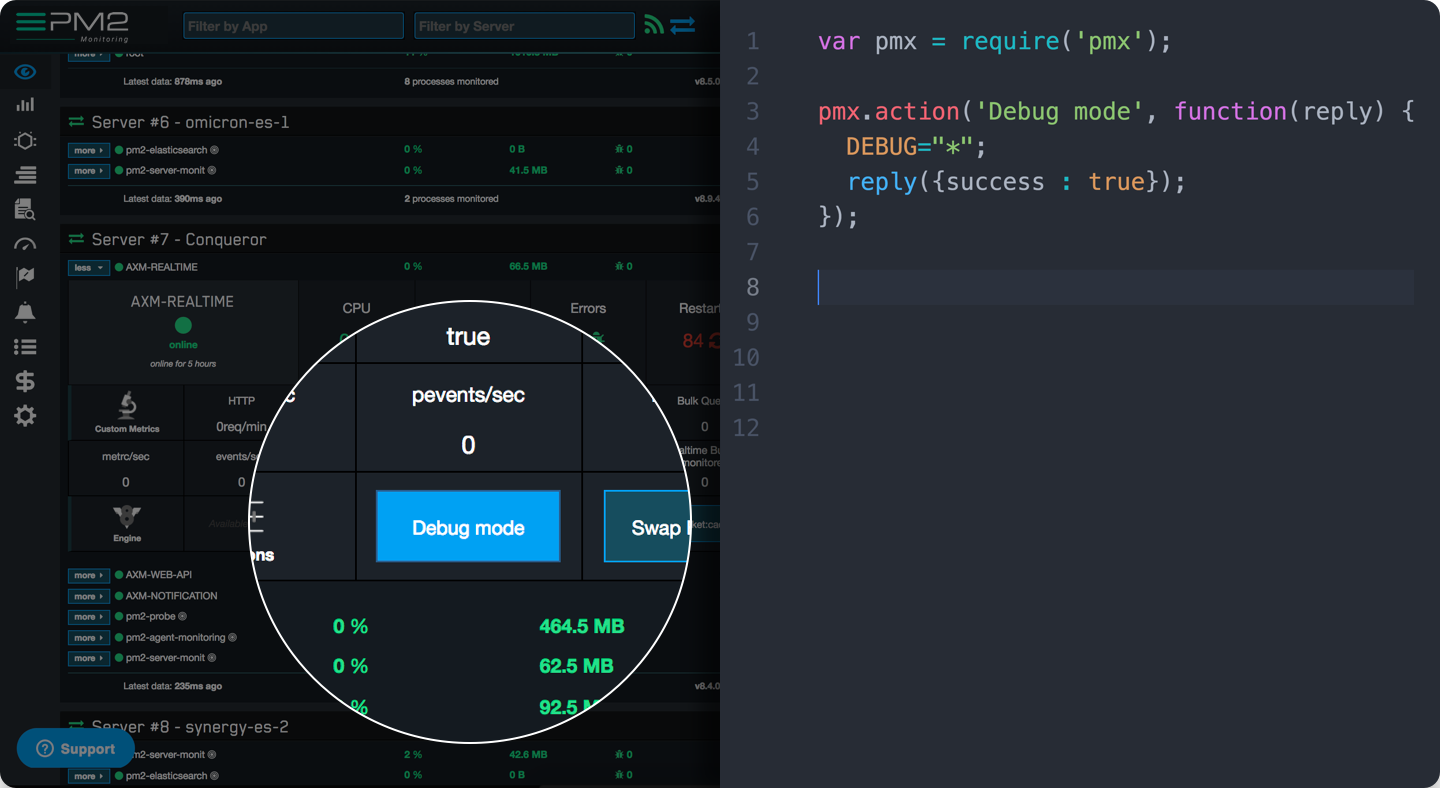 PM2
Monitoring
Filter by App
Filter by Server
more root
Latest data: 878ms ago 8 processes monitored v8.5.0
Server #6 - omicron-es-1
more pm2-elasticsearch 0 % 0 B 0
more pm2-server-monit 0 % 41.5 MB 0
Latest data: 390ms ago 2 processes monitored v8.9.4
Server #7 - Conqueror
less AXM-REALTIME 0 % 66.5 MB 0
AXM-REALTIME
online
online for 5 hours
CPU
Errors
Restart
84
true
Custom Metrics
HTTP
0req/min
pevents/sec
0
Bulk Que
0
metrc/sec
0
events/s
0
monitore
0
Engine
Availabl
ons
Debug mode
Swap
ket:ca
more AXM-WEB-API
more AXM-NOTIFICATION
more pm2-probe
more pm2-agent-monitoring
more pm2-server-monit
0 % 464.5 MB
0 % 62.5 MB
% 92.5 M
Latest data: 235ms ago v8.4.0
Server #8 - synergy-es-2
m2-server-monit 2 % 42.6 MB 0
more pm2-elasticsearch 0 % 0 B 0
Support
1 var pmx = require('pmx');
2
3 pmx.action('Debug mode', function(reply) {
4 DEBUG="*";
5 reply({success : true});
6 });
7
8
9
10
11
12